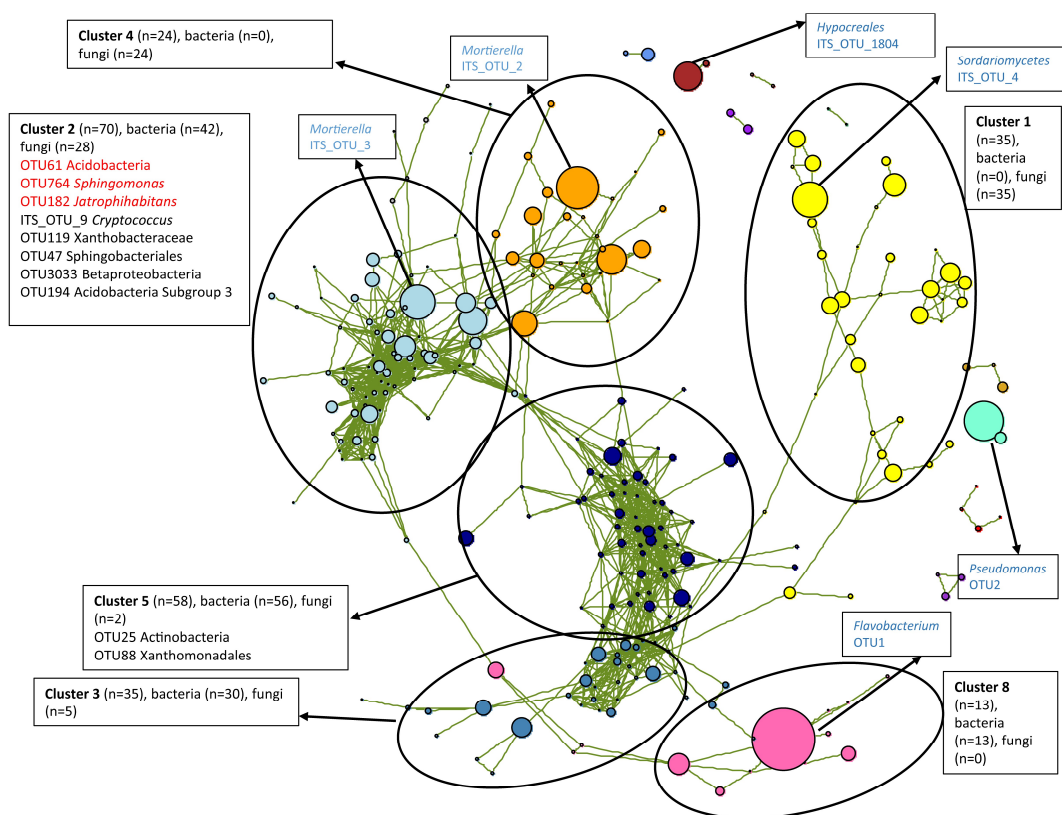 Cluster 4 (n=24), bacteria (n=0),
fungi (n=24)
Mortierella
ITS_OTU_2
Hypocreales
ITS_OTU_1804
Sordariomycetes
ITS_OTU_4
Cluster 2 (n=70), bacteria (n=42),
fungi (n=28)
OTU61 Acidobacteria
OTU764 Sphingomonas
OTU182 Jatrophihabitans
ITS_OTU_9 Cryptococcus
OTU119 Xanthobacteraceae
OTU47 Sphingobacteriales
OTU3033 Betaproteobacteria
OTU194 Acidobacteria Subgroup 3
Mortierella
ITS_OTU_3
Cluster 1
(n=35),
bacteria
(n=0), fungi
(n=35)
Pseudomonas
OTU2
Cluster 5 (n=58), bacteria (n=56), fungi
(n=2)
OTU25 Actinobacteria
OTU88 Xanthomonadales
Flavobacterium
OTU1
Cluster 3 (n=35), bacteria (n=30), fungi
(n=5)
Cluster 8
(n=13),
bacteria
(n=13), fungi
(n=0)